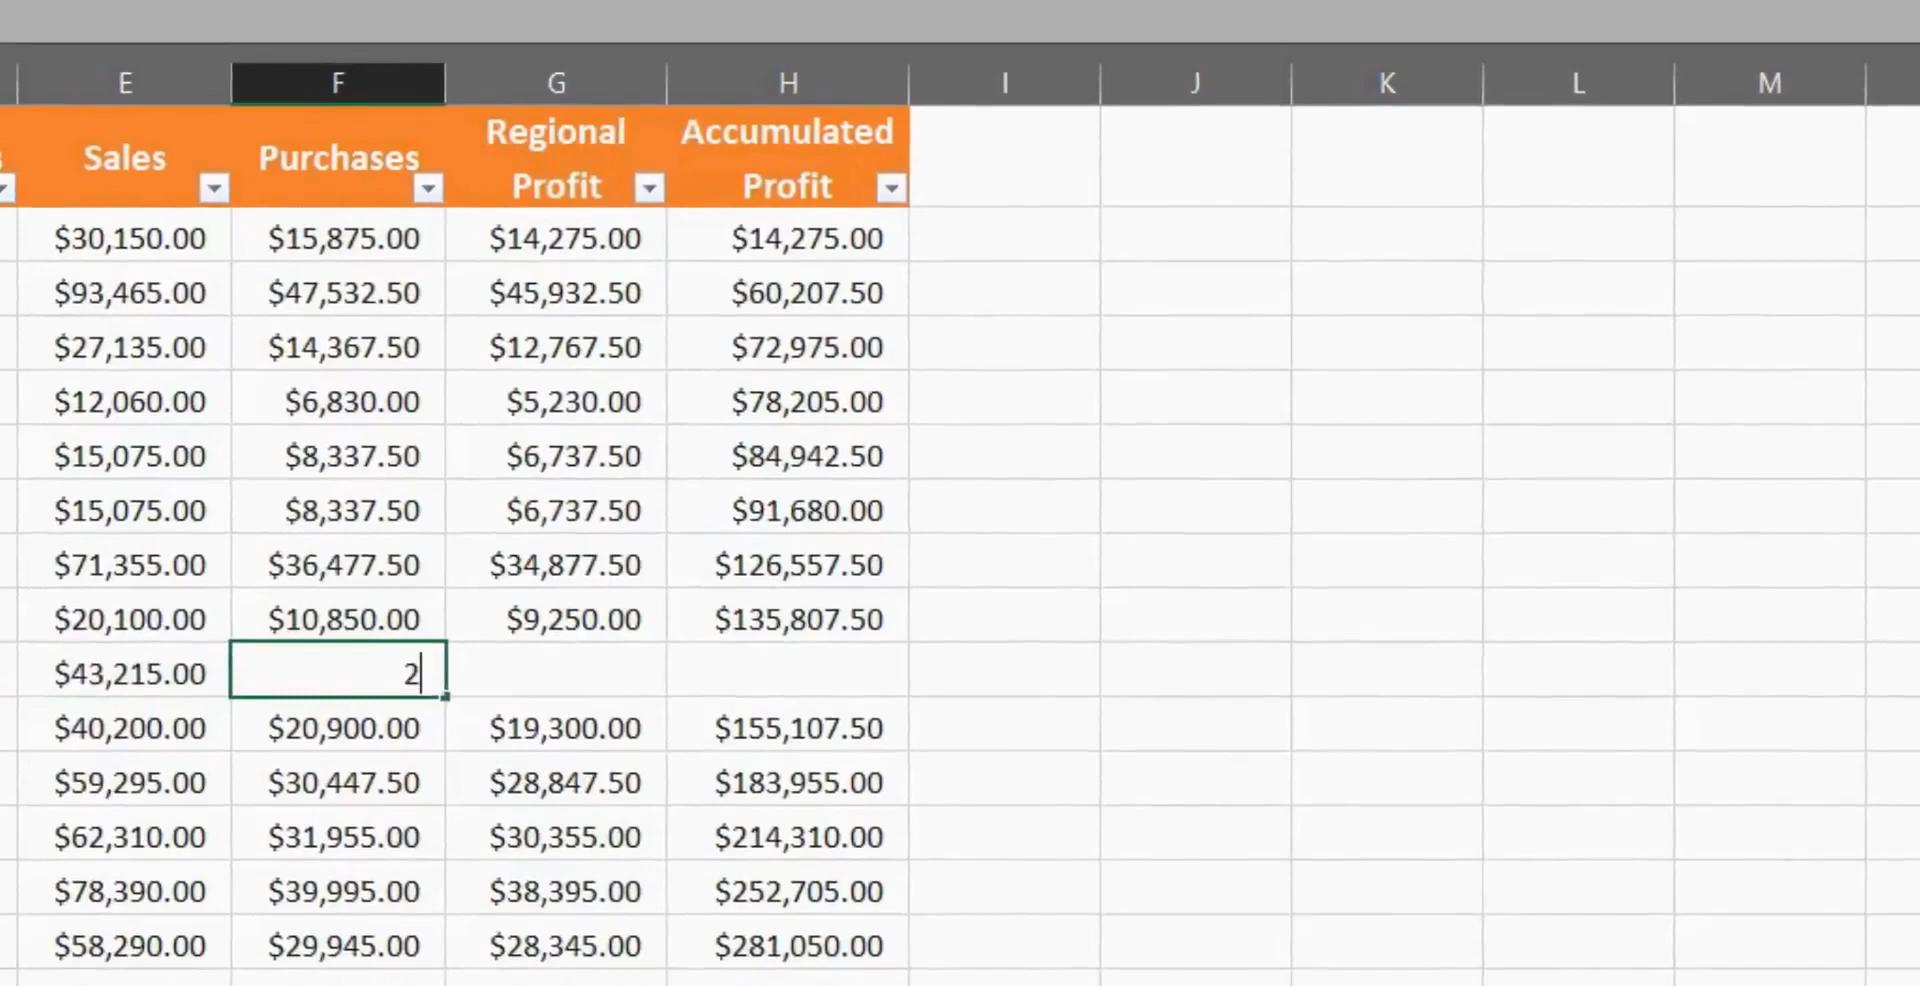 E F G H I J K L M
s Sales Purchases Regional Profit Accumulated Profit
$30,150.00 $15,875.00 $14,275.00 $14,275.00
$93,465.00 $47,532.50 $45,932.50 $60,207.50
$27,135.00 $14,367.50 $12,767.50 $72,975.00
$12,060.00 $6,830.00 $5,230.00 $78,205.00
$15,075.00 $8,337.50 $6,737.50 $84,942.50
$15,075.00 $8,337.50 $6,737.50 $91,680.00
$71,355.00 $36,477.50 $34,877.50 $126,557.50
$20,100.00 $10,850.00 $9,250.00 $135,807.50
$43,215.00 2
$40,200.00 $20,900.00 $19,300.00 $155,107.50
$59,295.00 $30,447.50 $28,847.50 $183,955.00
$62,310.00 $31,955.00 $30,355.00 $214,310.00
$78,390.00 $39,995.00 $38,395.00 $252,705.00
$58,290.00 $29,945.00 $28,345.00 $281,050.00